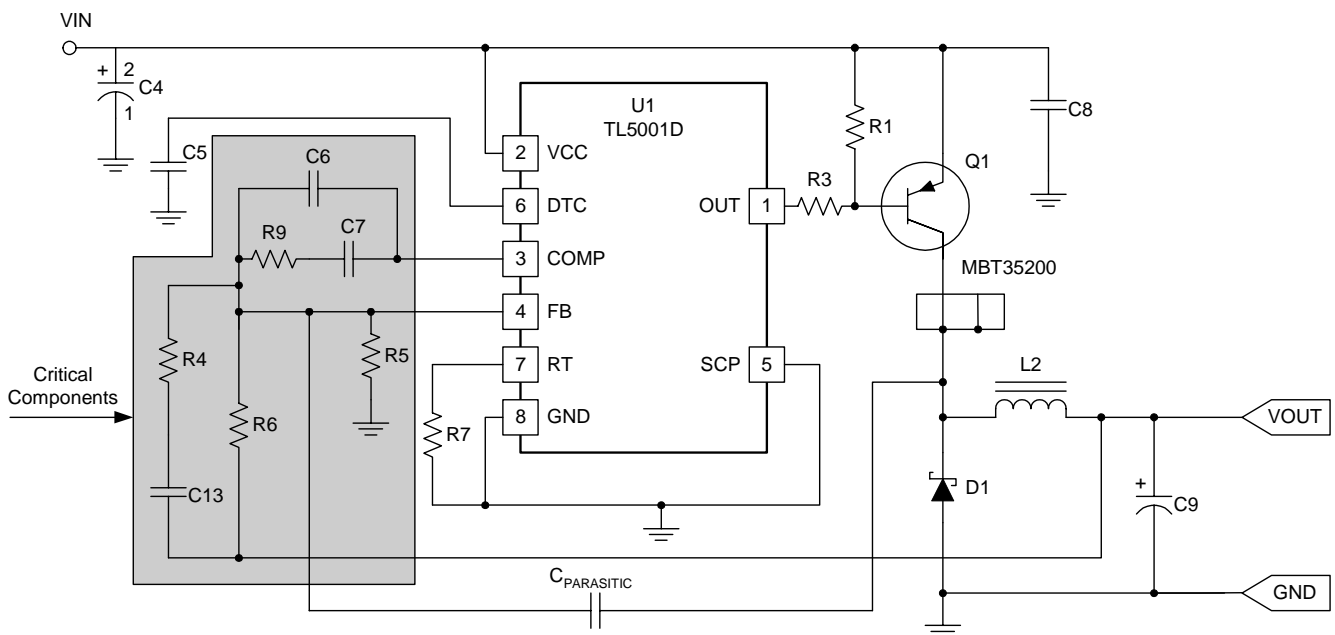 VIN
+ 2
C4
1
C5
C6
R9
C7
R4
R6
R5
C13
Critical
Components
R7
U1
TL5001D
2 VCC
6 DTC
3 COMP
4 FB
7 RT
8 GND
OUT 1
SCP 5
R3
R1
Q1
C8
MBT35200
L2
VOUT
D1
+
C9
GND
CPARASITIC